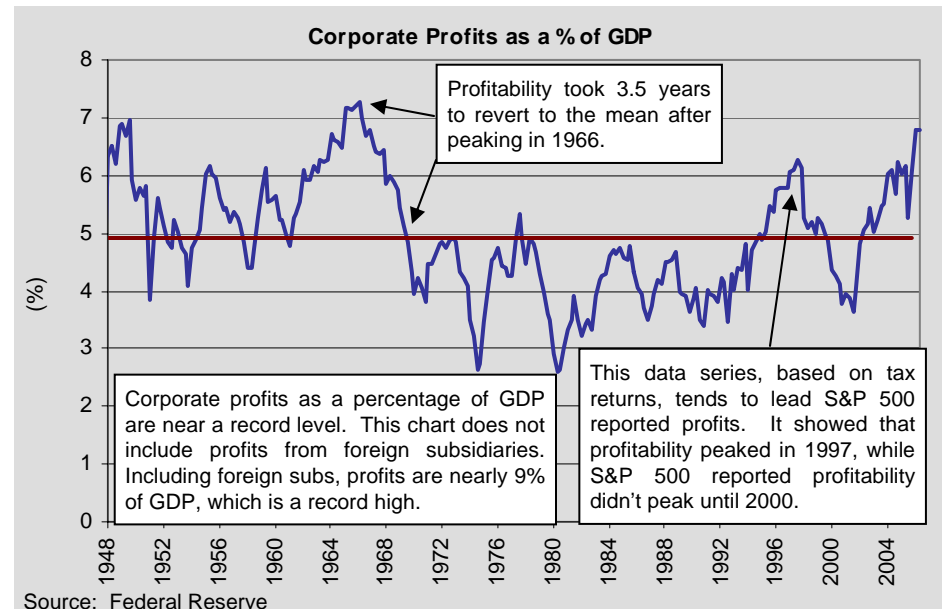 Corporate Profits as a % of GDP
8
7
6
5
4
3
2
1
0
(%)
Profitability took 3.5 years
to revert to the mean after
peaking in 1966.
Corporate profits as a percentage of GDP
are near a record level. This chart does not
include profits from foreign subsidiaries.
Including foreign subs, profits are nearly 9%
of GDP, which is a record high.
This data series, based on tax
returns, tends to lead S&P 500
reported profits. It showed that
profitability peaked in 1997, while
S&P 500 reported profitability
didn't peak until 2000.
1948
1952
1956
1960
1964
1968
1972
1976
1980
1984
1988
1992
1996
2000
2004
Source: Federal Reserve